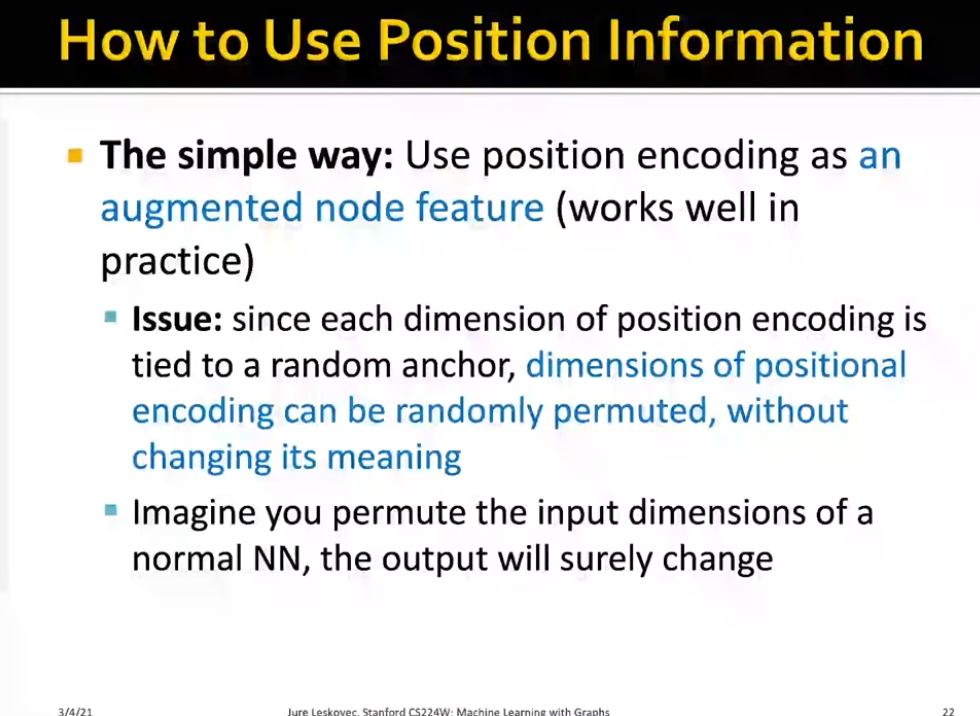 How to Use Position Information
The simple way: Use position encoding as an
augmented node feature (works well in
practice)
Issue: since each dimension of position encoding is
tied to a random anchor, dimensions of positional
encoding can be randomly permuted, without
changing its meaning
Imagine you permute the input dimensions of a
normal NN, the output will surely change
3/4/21
Jure Leskovec, Stanford CS224W: Machine Learning with Graphs
22